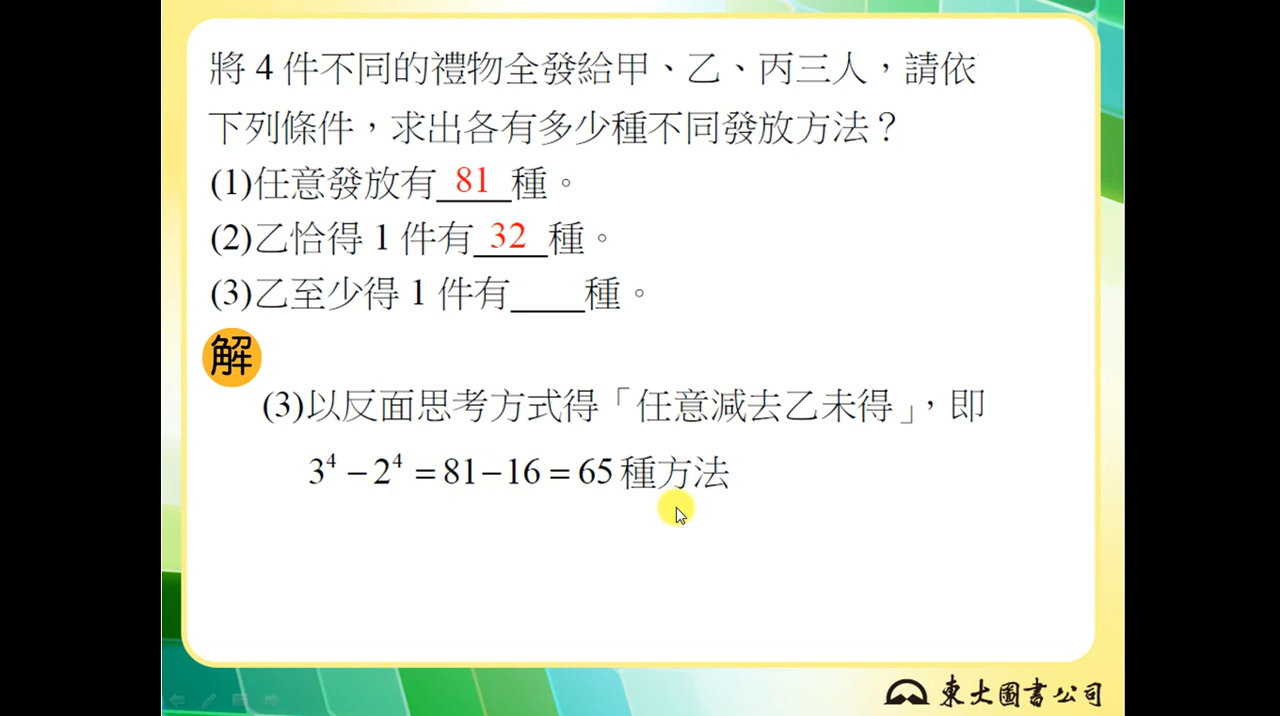 將 4 件不同的禮物全發給甲、乙、丙三人，請依
下列條件，求出各有多少種不同發放方法？
(1)任意發放有 81 種。
(2)乙恰得 1 件有 32 種。
(3)乙至少得 1 件有____種。
解
(3)以反面思考方式得「任意減去乙未得」，即
3⁴ − 2⁴ = 81 − 16 = 65 種方法
東大圖書公司